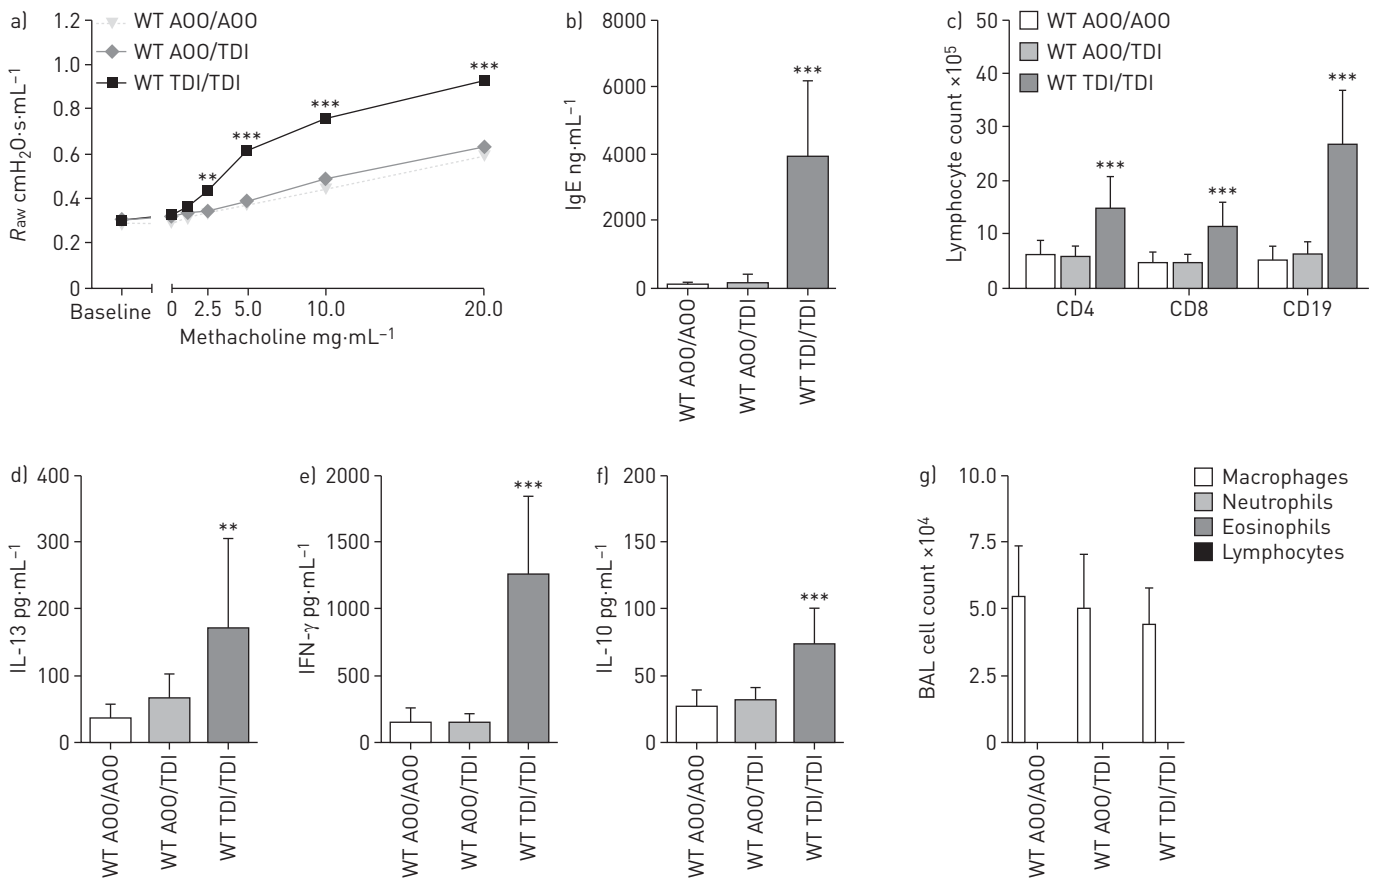 a)
1.2
1.0
0.8
0.6
0.4
0.2
0
Raw cmH2O·s·mL–1
WT AOO/AOO
WT AOO/TDI
WT TDI/TDI
**
***
***
***
Baseline 0 2.5 5.0 10.0 20.0
Methacholine mg·mL–1
b)
8000
6000
4000
2000
0
IgE ng·mL–1
***
WT AOO/AOO
WT AOO/TDI
WT TDI/TDI
c)
50
40
30
20
10
0
Lymphocyte count ×10⁵
WT AOO/AOO
WT AOO/TDI
WT TDI/TDI
***
***
***
CD4 CD8 CD19
d)
400
300
200
100
0
IL-13 pg·mL–1
**
WT AOO/AOO
WT AOO/TDI
WT TDI/TDI
e)
2000
1500
1000
500
0
IFN-γ pg·mL–1
***
WT AOO/AOO
WT AOO/TDI
WT TDI/TDI
f)
200
150
100
50
0
IL-10 pg·mL–1
***
WT AOO/AOO
WT AOO/TDI
WT TDI/TDI
g)
10.0
7.5
5.0
2.5
0
BAL cell count ×10⁴
WT AOO/AOO
WT AOO/TDI
WT TDI/TDI
Macrophages
Neutrophils
Eosinophils
Lymphocytes